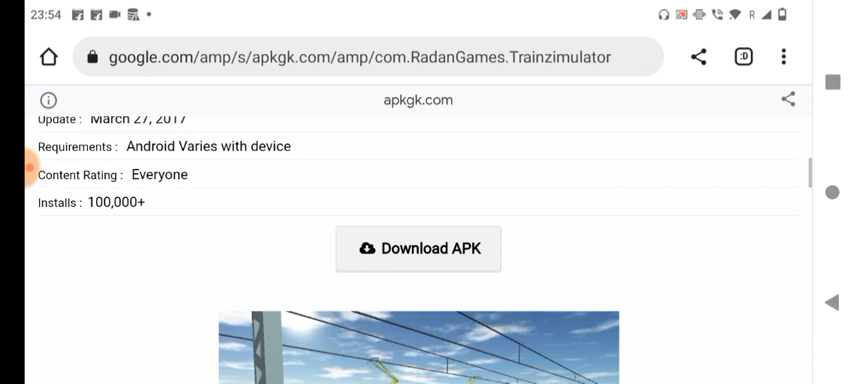 23:54
R
google.com/amp/s/apkgk.com/amp/com.RadanGames.Trainzimulator
:D
apkgk.com
Update : March 27, 2017
Requirements : Android Varies with device
Content Rating : Everyone
Installs : 100,000+
Download APK